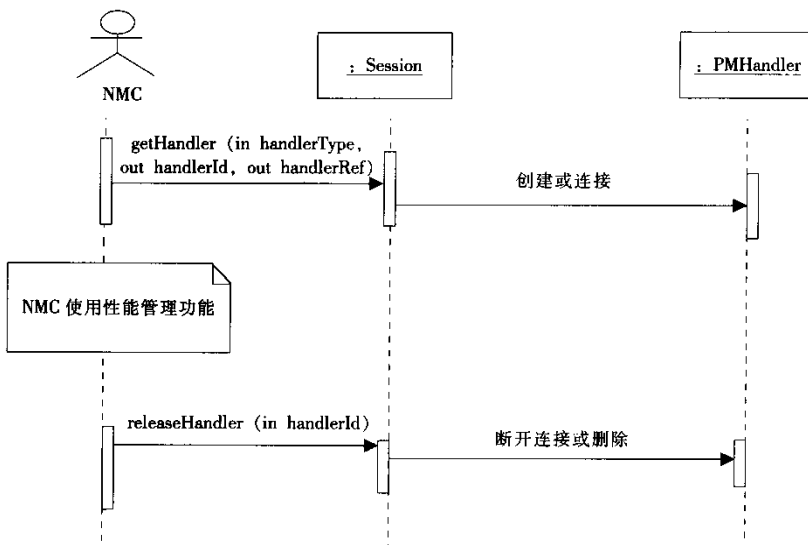 : Session
: PMHandler
NMC
getHandler (in handlerType,
out handlerId, out handlerRef)
创建或连接
NMC 使用性能管理功能
releaseHandler (in handlerId)
断开连接或删除